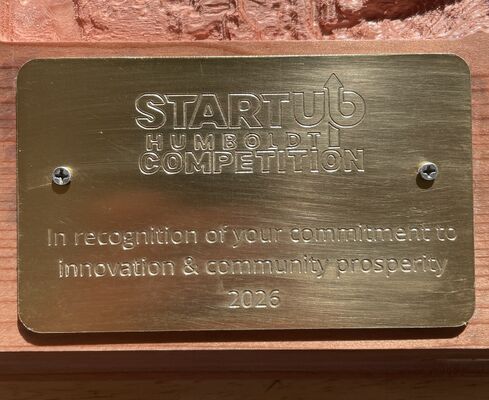 STARTUP
HUMBOLDT
COMPETITION
In recognition of your commitment to
innovation & community prosperity
2026